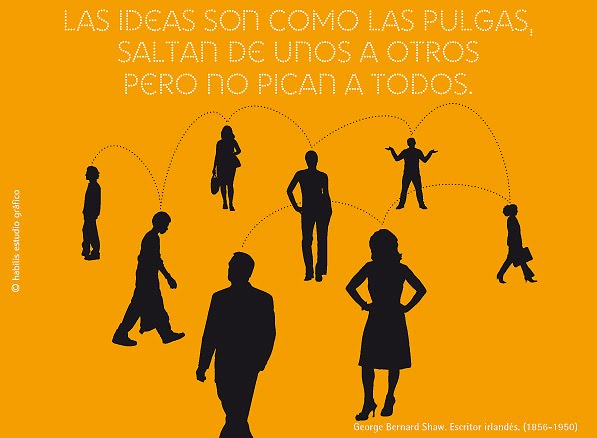 LAS IDEAS SON COMO LAS PULGAS,
SALTAN DE UNOS A OTROS
PERO NO PICAN A TODOS.
© habilis estudio gráfico
George Bernard Shaw. Escritor irlandés. (1856-1950)